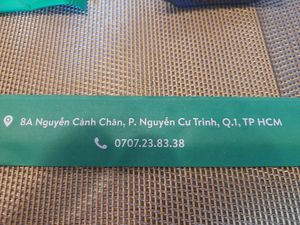 8A Nguyễn Cảnh Chân, P. Nguyễn Cư Trinh, Q.1, TP HCM
0707.23.83.38